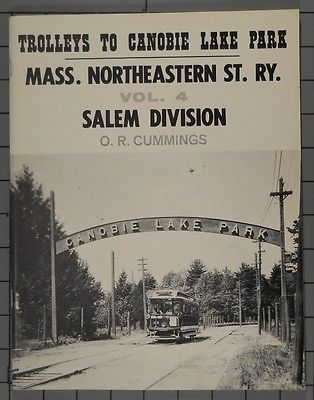 TROLLEYS TO CANOBIE LAKE PARK
MASS. NORTHEASTERN ST. RY.
VOL. 4
SALEM DIVISION
O. R. CUMMINGS
CANOBIE LAKE PARK